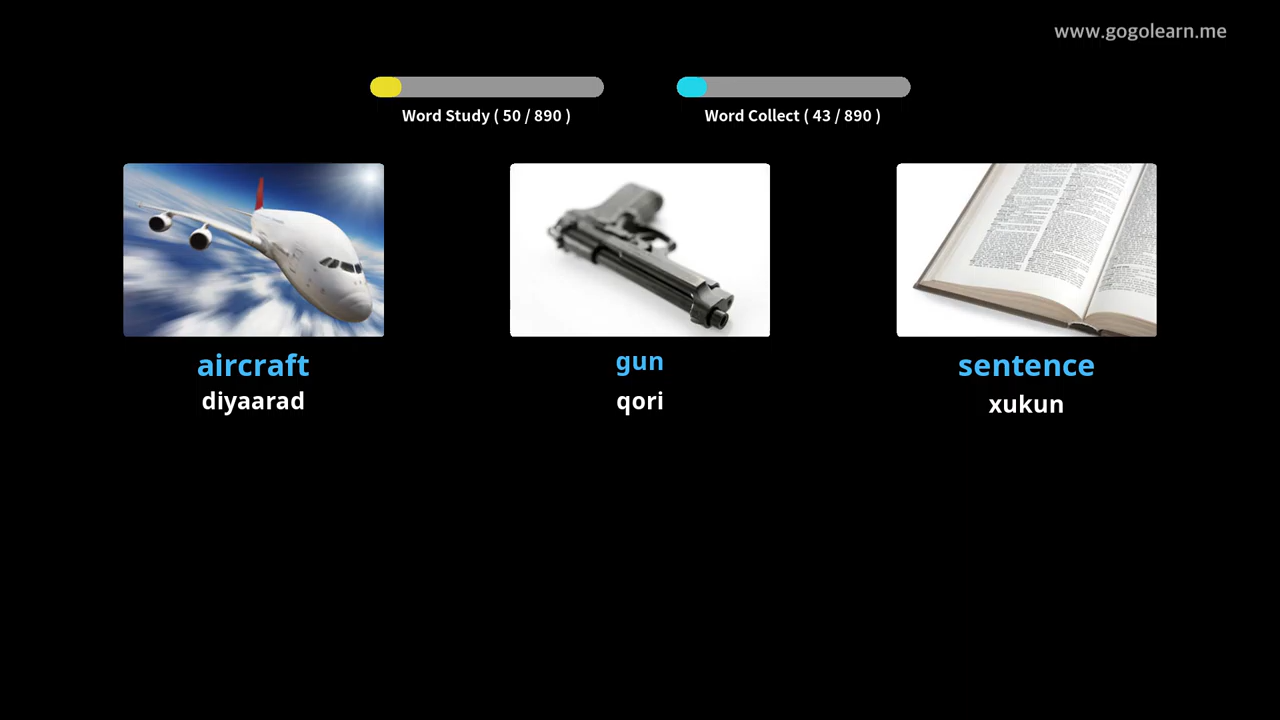 www.gogolearn.me
Word Study ( 50 / 890 )
Word Collect ( 43 / 890 )
aircraft
diyaarad
gun
qori
sentence
xukun